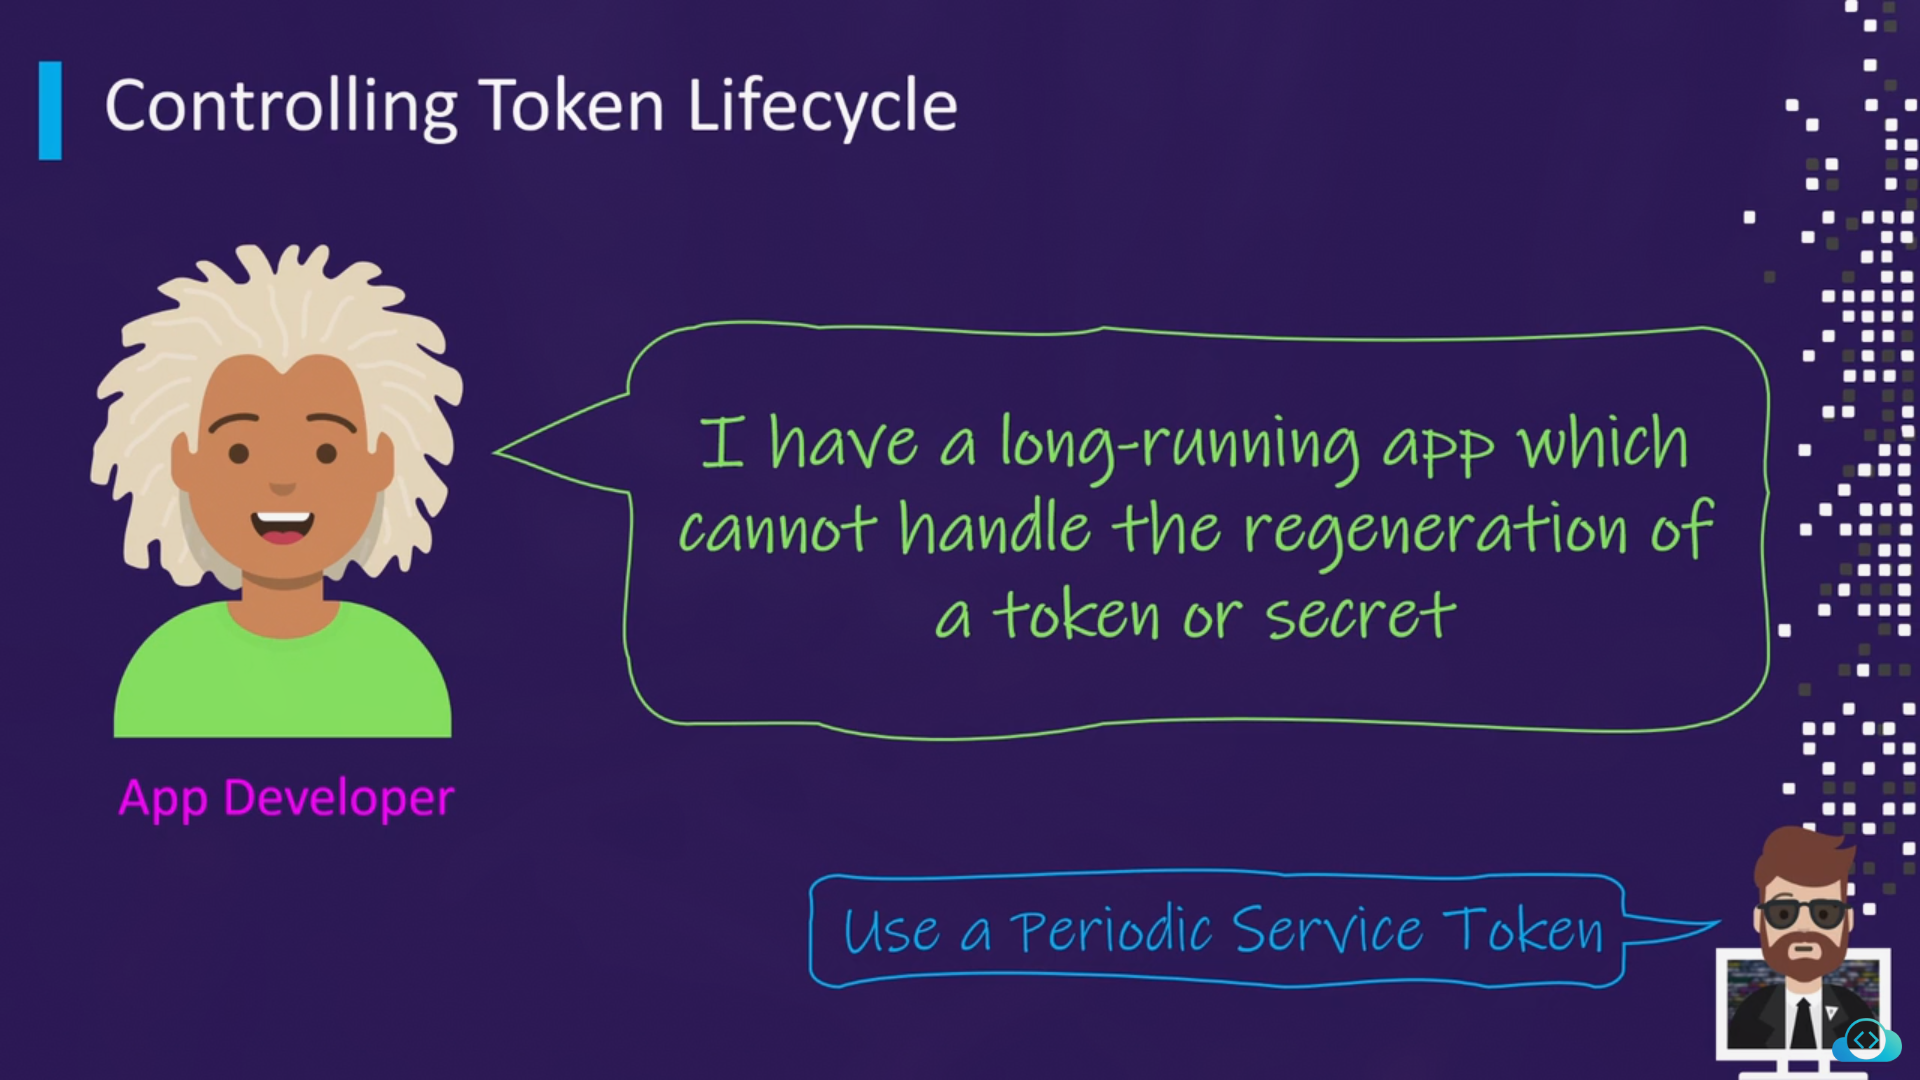 Controlling Token Lifecycle
I have a long-running app which
cannot handle the regeneration of
a token or secret
App Developer
Use a Periodic Service Token